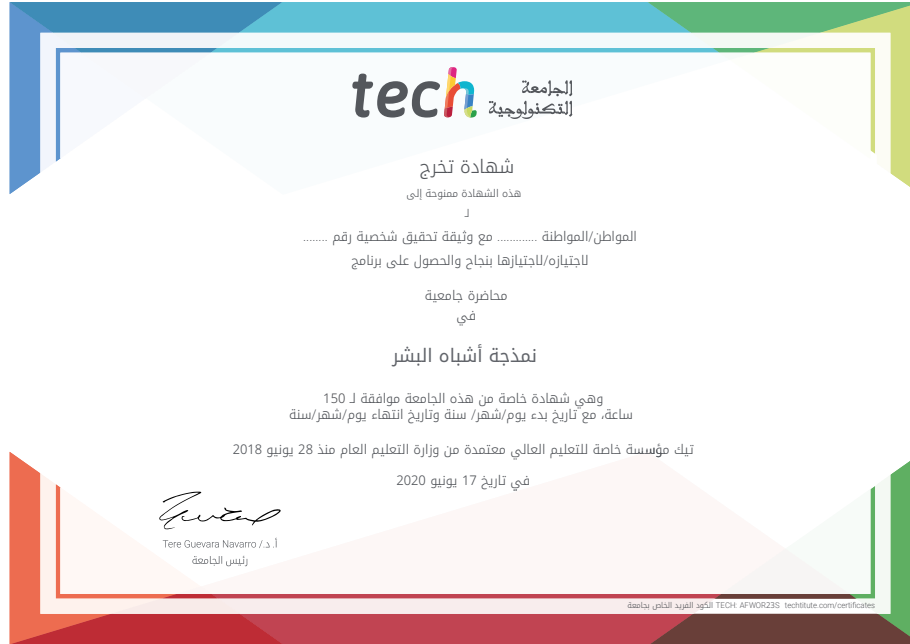 tech الجامعة
التكنولوجية
شهادة تخرج
هذه الشهادة ممنوحة إلى
لـ
المواطن/المواطنة ............ مع وثيقة تحقيق شخصية رقم ........
لاجتيازه/لاجتيازها بنجاح والحصول على برنامج
محاضرة جامعية
في
نمذجة أشباه البشر
وهي شهادة خاصة من هذه الجامعة موافقة لـ 150
ساعة، مع تاريخ بدء يوم/شهر/ سنة وتاريخ انتهاء يوم/شهر/سنة
تيك مؤسسة خاصة للتعليم العالي معتمدة من وزارة التعليم العام منذ 28 يونيو 2018
في تاريخ 17 يونيو 2020
أ. د./ Tere Guevara Navarro
رئيس الجامعة
الكود الفريد الخاص بجامعة TECH: AFWOR23S techtitute.com/certificates